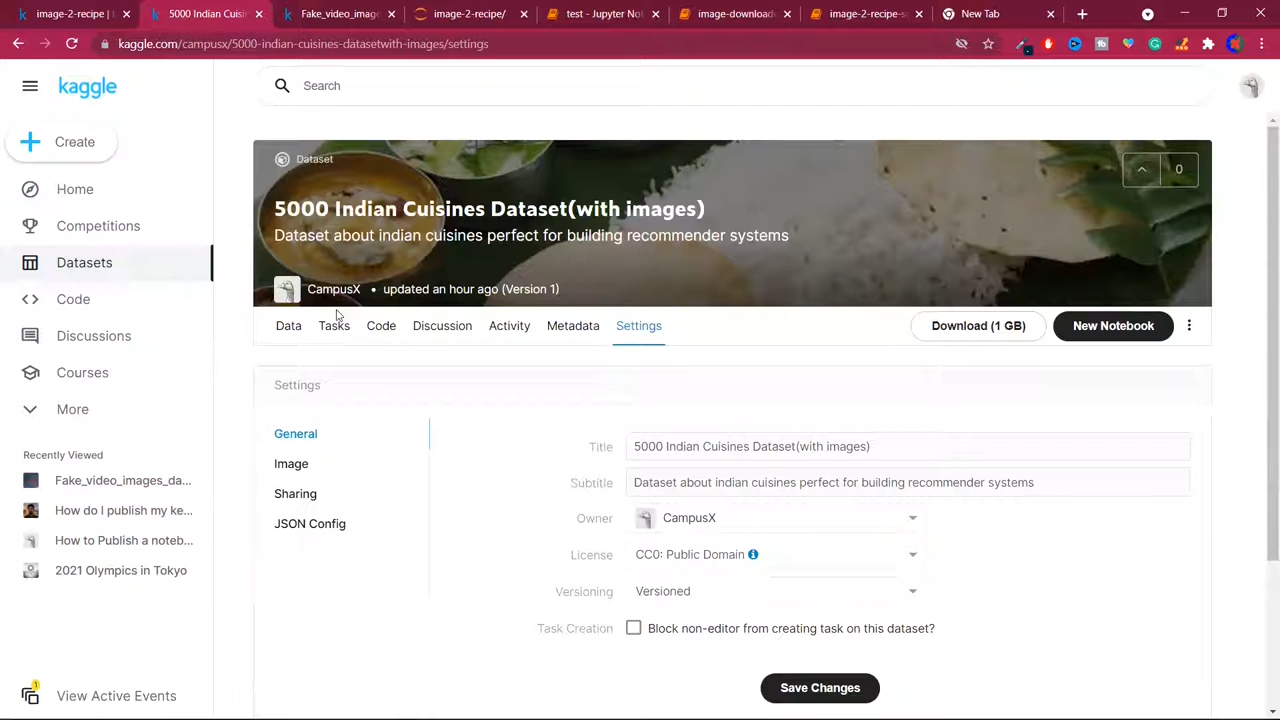 image-2-recipe |
5000 Indian Cuisin
Fake_video_image
image-2-recipe/
test - Jupyter No
image-downloade
image-2-recipe-s
New Tab
kaggle.com/campusx/5000-indian-cuisines-datasetwith-images/settings
kaggle
Search
Create
Home
Competitions
Datasets
Code
Discussions
Courses
More
Recently Viewed
Fake_video_images_da...
How do I publish my ke...
How to Publish a noteb...
2021 Olympics in Tokyo
1
View Active Events
Dataset
0
5000 Indian Cuisines Dataset(with images)
Dataset about indian cuisines perfect for building recommender systems
CampusX • updated an hour ago (Version 1)
Data Tasks Code Discussion Activity Metadata Settings Download (1 GB) New Notebook
Settings
General
Image
Sharing
JSON Config
Title 5000 Indian Cuisines Dataset(with images)
Subtitle Dataset about indian cuisines perfect for building recommender systems
Owner CampusX
License CC0: Public Domain
Versioning Versioned
Task Creation Block non-editor from creating task on this dataset?
Save Changes